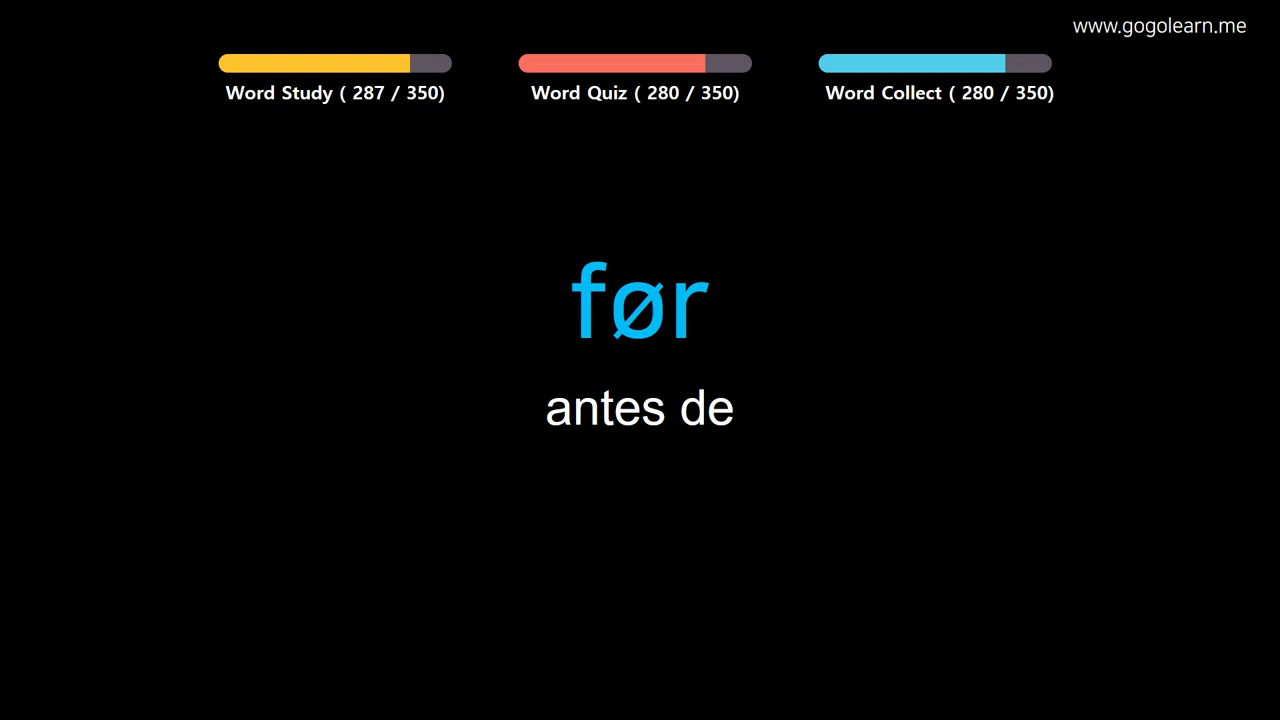 www.gogolearn.me
Word Study ( 287 / 350)
Word Quiz ( 280 / 350)
Word Collect ( 280 / 350)
før
antes de